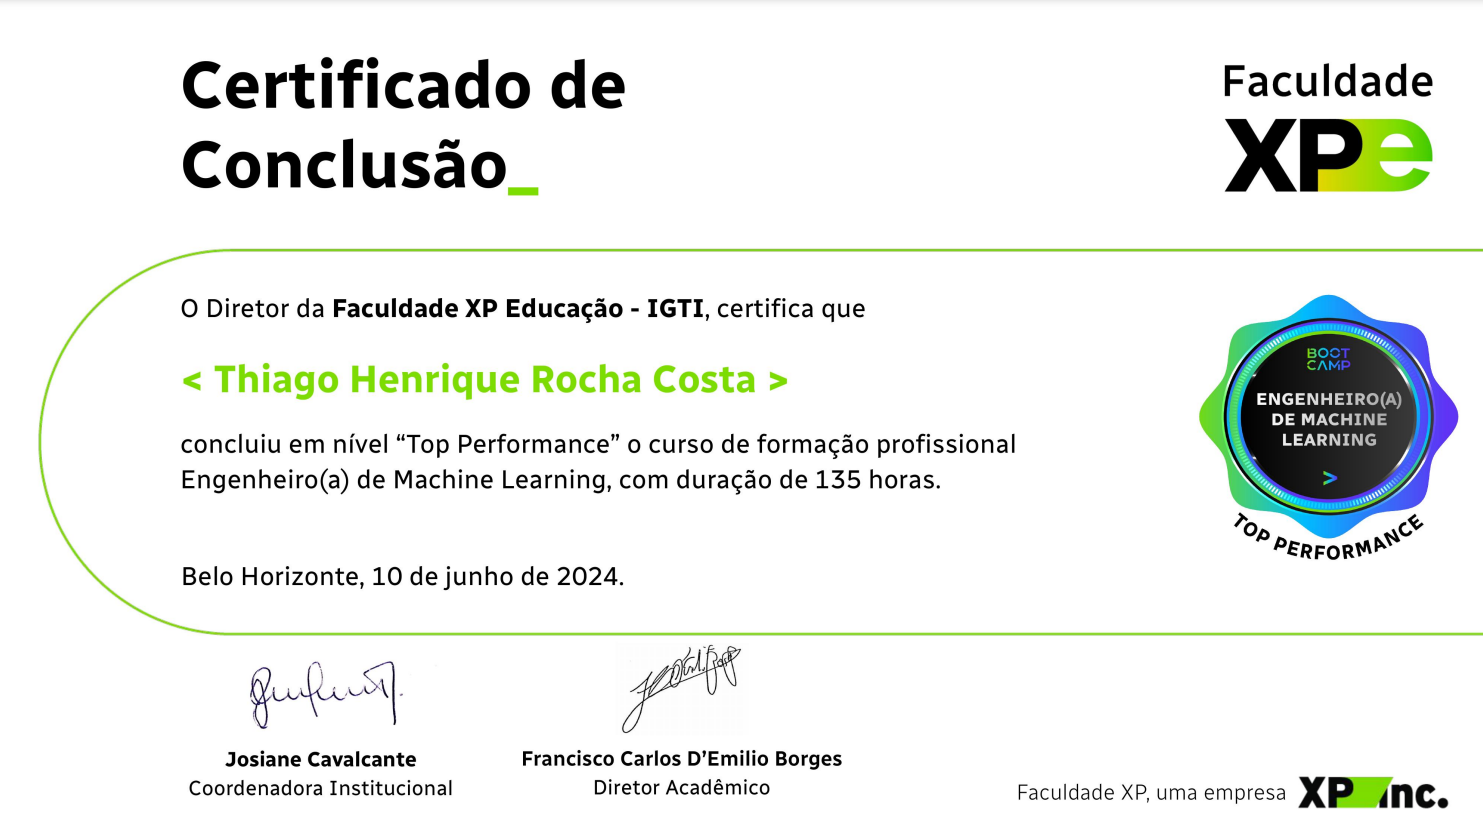 Certificado de
Conclusão_
Faculdade
XPe
O Diretor da Faculdade XP Educação - IGTI, certifica que
< Thiago Henrique Rocha Costa >
concluiu em nível “Top Performance” o curso de formação profissional
Engenheiro(a) de Machine Learning, com duração de 135 horas.
Belo Horizonte, 10 de junho de 2024.
BOOT
CAMP
ENGENHEIRO(A)
DE MACHINE
LEARNING
>
TOP PERFORMANCE
Josiane Cavalcante
Coordenadora Institucional
Francisco Carlos D’Emilio Borges
Diretor Acadêmico
Faculdade XP, uma empresa XP inc.